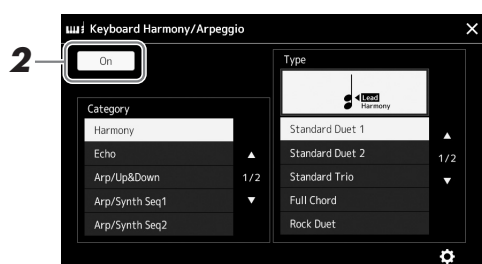 Keyboard Harmony/Arpeggio
2
On
Category
Harmony
Echo
Arp/Up&Down
Arp/Synth Seq1
Arp/Synth Seq2
1/2
Type
Lead
Harmony
Standard Duet 1
Standard Duet 2
Standard Trio
Full Chord
Rock Duet
1/2